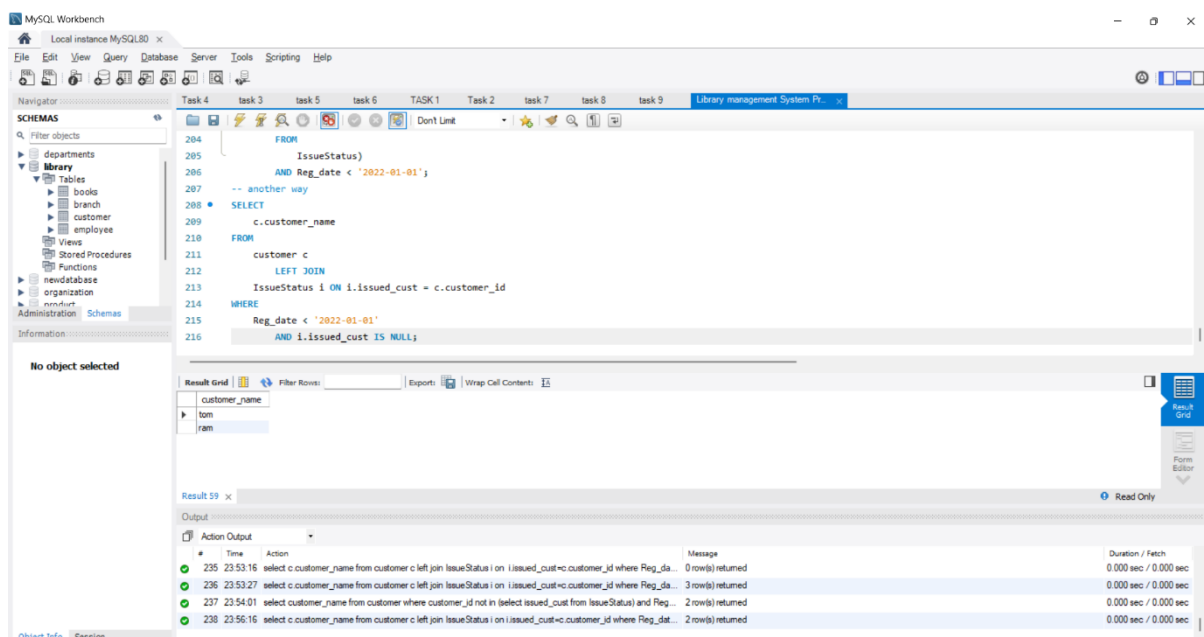 MySQL Workbench
Local instance MySQL80
File Edit View Query Database Server Tools Scripting Help
Navigator
SCHEMAS
Filter objects
departments
library
Tables
books
branch
customer
employee
Views
Stored Procedures
Functions
newdatabase
organization
product
Administration Schemas
Information
No object selected
Object Info Session
Task 4 task 3 task 5 task 6 TASK 1 Task 2 task 7 task 8 task 9 Library management System Pr...
Don't Limit
204 FROM
205 IssueStatus)
206 AND Reg_date < '2022-01-01';
207 -- another way
208 SELECT
209 c.customer_name
210 FROM
211 customer c
212 LEFT JOIN
213 IssueStatus i ON i.issued_cust = c.customer_id
214 WHERE
215 Reg_date < '2022-01-01'
216 AND i.issued_cust IS NULL;
Result Grid Filter Rows: Export: Wrap Cell Content:
customer_name
tom
ram
Result Grid
Form Editor
Result 59 Read Only
Output
Action Output
# Time Action Message Duration / Fetch
235 23:53:16 select c.customer_name from customer c left join IssueStatus i on i.issued_cust=c.customer_id where Reg_da... 0 row(s) returned 0.000 sec / 0.000 sec
236 23:53:27 select c.customer_name from customer c left join IssueStatus i on i.issued_cust=c.customer_id where Reg_da... 3 row(s) returned 0.000 sec / 0.000 sec
237 23:54:01 select customer_name from customer where customer_id not in (select issued_cust from IssueStatus) and Reg... 2 row(s) returned 0.000 sec / 0.000 sec
238 23:56:16 select c.customer_name from customer c left join IssueStatus i on i.issued_cust=c.customer_id where Reg_dat... 2 row(s) returned 0.000 sec / 0.000 sec